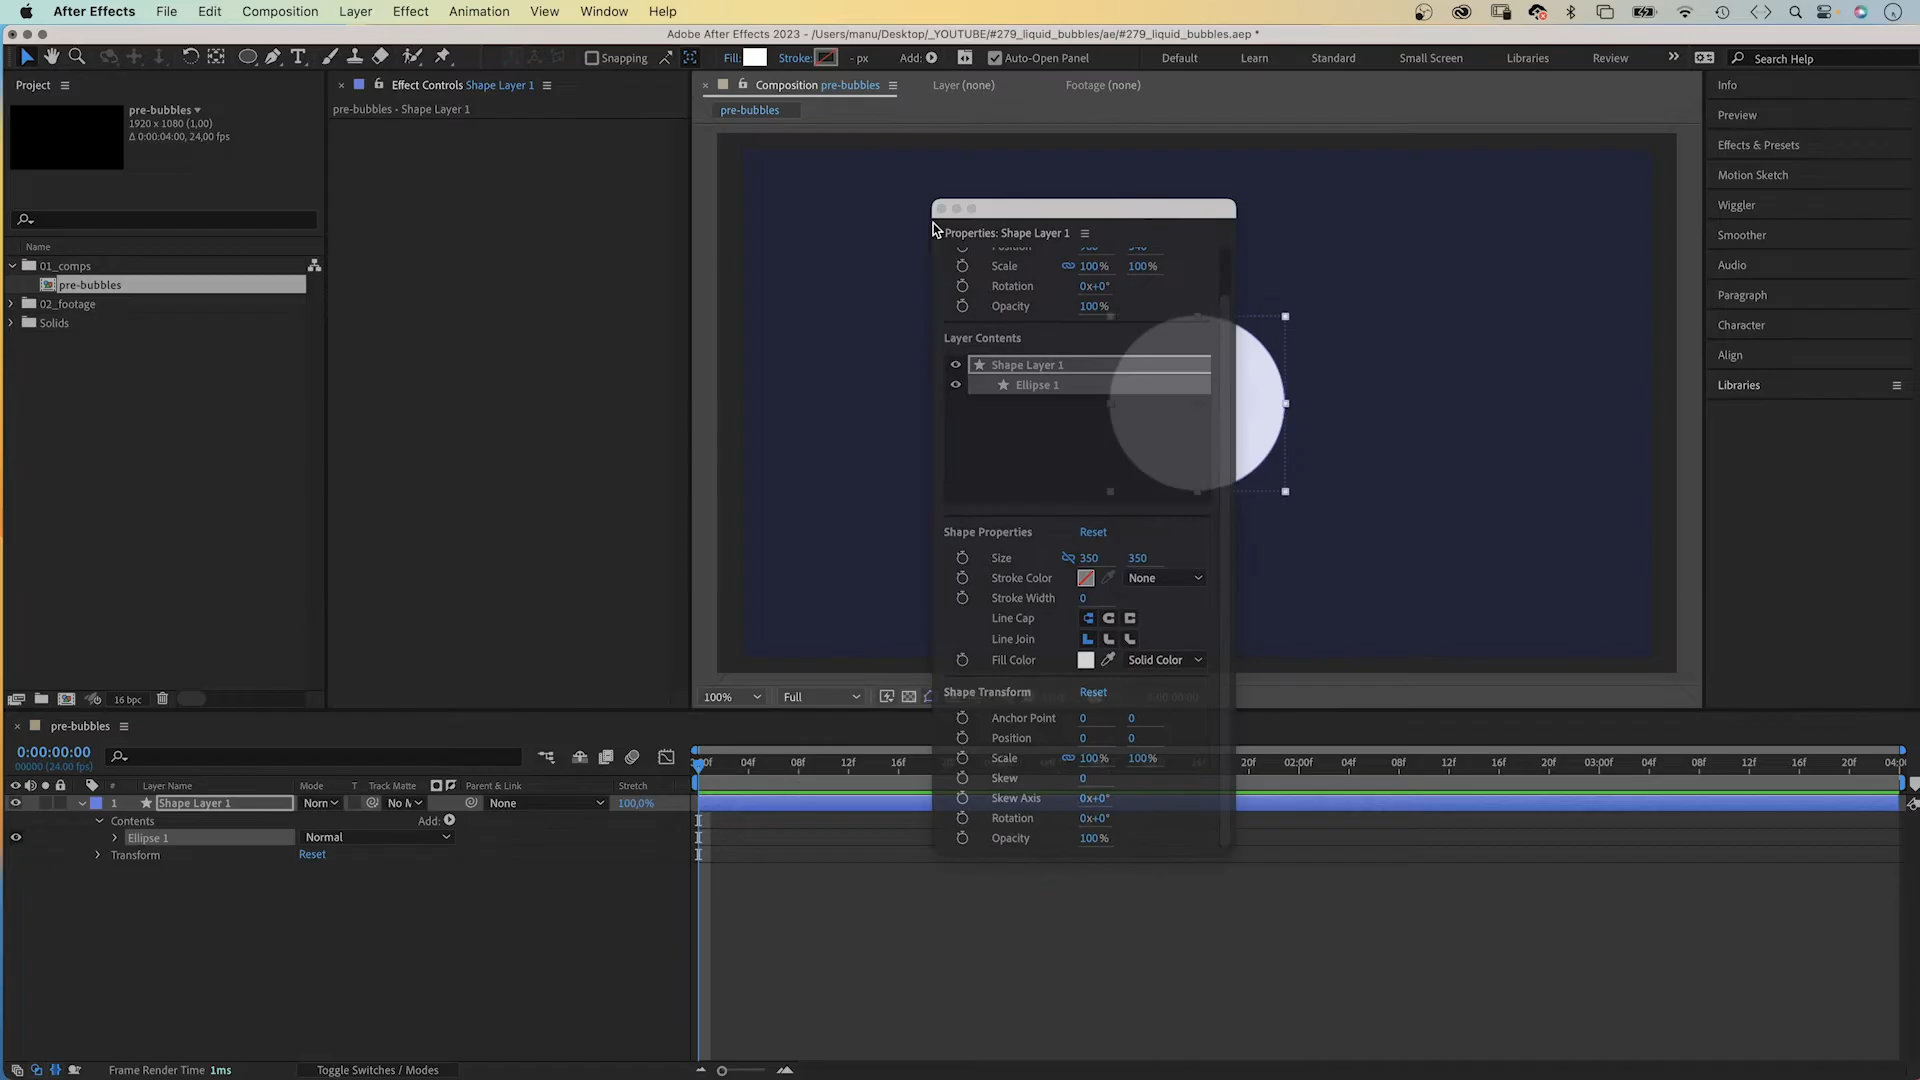 After Effects File Edit Composition Layer Effect Animation View Window Help
Adobe After Effects 2023 - /Users/manu/Desktop/_YOUTUBE/#279_liquid_bubbles/ae/#279_liquid_bubbles.aep *
Snapping Fill: Stroke: - px Add: Auto-Open Panel Default Learn Standard Small Screen Libraries Review » Search Help
Project
pre-bubbles
1920 x 1080 (1,00)
Δ 0:00:04:00, 24,00 fps
Name
01_comps
pre-bubbles
02_footage
Solids
16 bpc
Effect Controls Shape Layer 1
pre-bubbles • Shape Layer 1
Composition pre-bubbles Layer (none) Footage (none)
pre-bubbles
100% Full
Properties: Shape Layer 1
Position 960 540
Scale 100% 100%
Rotation 0x+0°
Opacity 100%
Layer Contents
Shape Layer 1
Ellipse 1
Shape Properties Reset
Size 350 350
Stroke Color None
Stroke Width 0
Line Cap
Line Join
Fill Color Solid Color
Shape Transform Reset
Anchor Point 0 0
Position 0 0
Scale 100% 100%
Skew 0
Skew Axis 0x+0°
Rotation 0x+0°
Opacity 100%
Info
Preview
Effects & Presets
Motion Sketch
Wiggler
Smoother
Audio
Paragraph
Character
Align
Libraries
pre-bubbles
0:00:00:00
00000 (24.00 fps)
# Layer Name Mode T Track Matte Parent & Link Stretch
1 Shape Layer 1 Norm No M None 100,0%
Contents Add:
Ellipse 1 Normal
Transform Reset
04f 08f 12f 16f 20f 02:00f 04f 08f 12f 16f 20f 03:00f 04f 08f 12f 16f 20f 04:0
Frame Render Time 1ms Toggle Switches / Modes